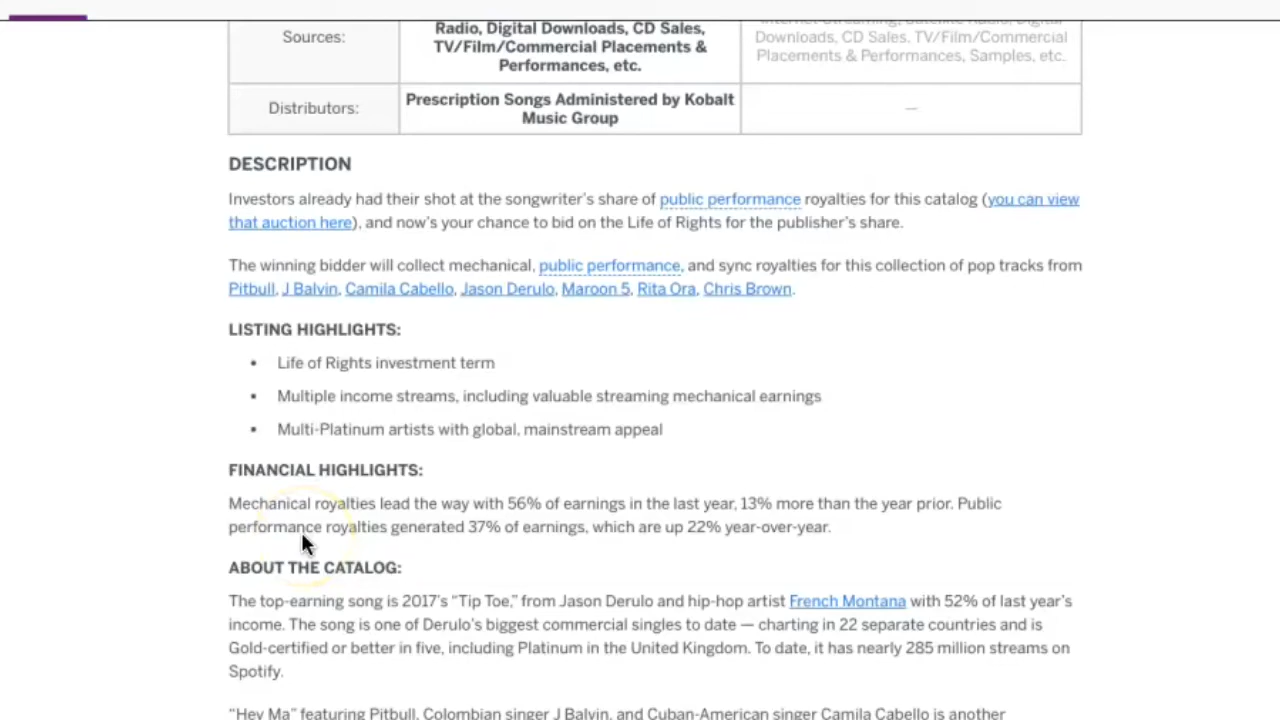 Internet Streaming, Satellite Radio, Digital
Sources:
Radio, Digital Downloads, CD Sales,
TV/Film/Commercial Placements &
Performances, etc.
Downloads, CD Sales, TV/Film/Commercial
Placements & Performances, Samples, etc.
Distributors:
Prescription Songs Administered by Kobalt
Music Group
—
DESCRIPTION
Investors already had their shot at the songwriter's share of public performance royalties for this catalog (you can view
that auction here), and now's your chance to bid on the Life of Rights for the publisher's share.
The winning bidder will collect mechanical, public performance, and sync royalties for this collection of pop tracks from
Pitbull, J Balvin, Camila Cabello, Jason Derulo, Maroon 5, Rita Ora, Chris Brown.
LISTING HIGHLIGHTS:
▪ Life of Rights investment term
▪ Multiple income streams, including valuable streaming mechanical earnings
▪ Multi-Platinum artists with global, mainstream appeal
FINANCIAL HIGHLIGHTS:
Mechanical royalties lead the way with 56% of earnings in the last year, 13% more than the year prior. Public
performance royalties generated 37% of earnings, which are up 22% year-over-year.
ABOUT THE CATALOG:
The top-earning song is 2017's “Tip Toe,” from Jason Derulo and hip-hop artist French Montana with 52% of last year's
income. The song is one of Derulo's biggest commercial singles to date — charting in 22 separate countries and is
Gold-certified or better in five, including Platinum in the United Kingdom. To date, it has nearly 285 million streams on
Spotify.
“Hey Ma” featuring Pitbull, Colombian singer J Balvin, and Cuban-American singer Camila Cabello is another